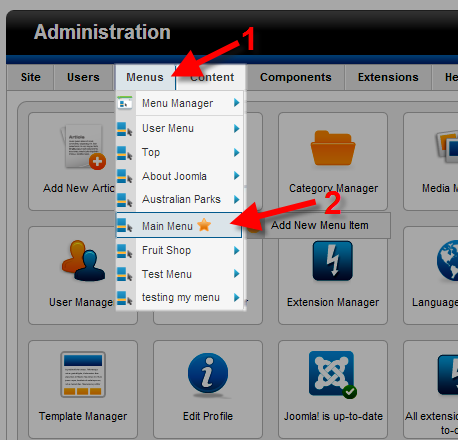 Administration
1
Site Users Menus Content Components Extensions He
Menu Manager
User Menu
Top
About Joomla
Australian Parks
Main Menu
Fruit Shop
Test Menu
testing my menu
2
Add New Menu Item
Article
Add New Artic
Category Manager
Media M
User Manage
Extension Manager
Language
Template Manager
Edit Profile
Joomla! is up-to-date
All extensio
to-da